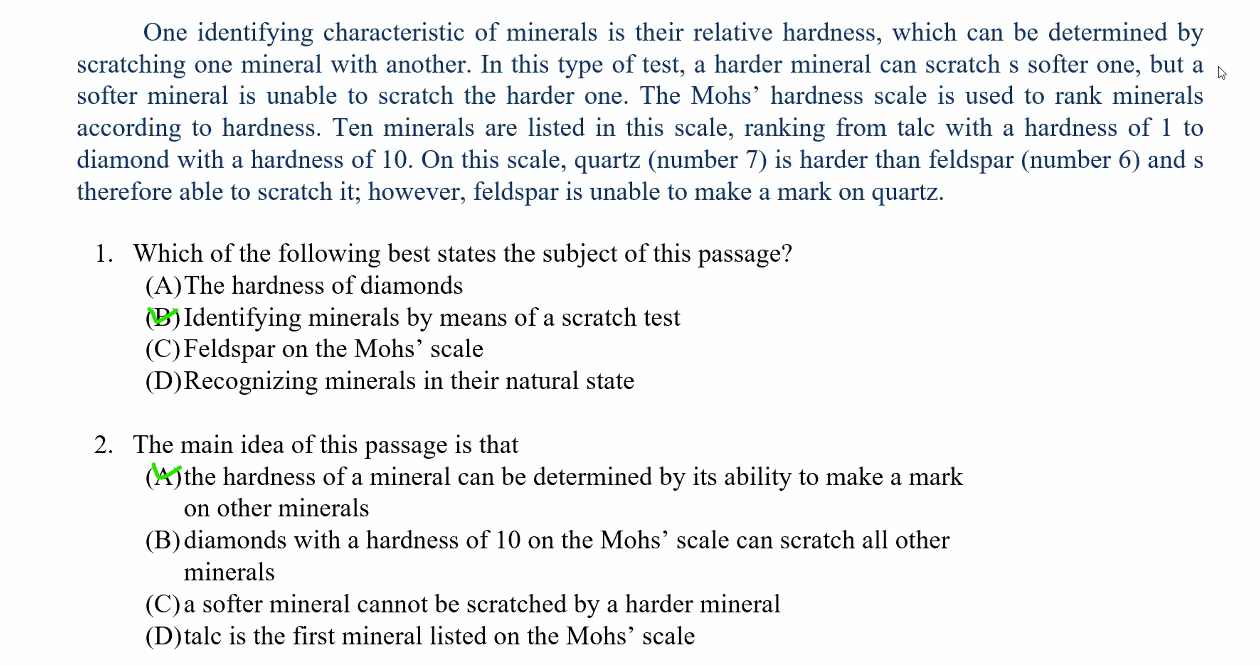 One identifying characteristic of minerals is their relative hardness, which can be determined by
scratching one mineral with another. In this type of test, a harder mineral can scratch s softer one, but a
softer mineral is unable to scratch the harder one. The Mohs’ hardness scale is used to rank minerals
according to hardness. Ten minerals are listed in this scale, ranking from talc with a hardness of 1 to
diamond with a hardness of 10. On this scale, quartz (number 7) is harder than feldspar (number 6) and s
therefore able to scratch it; however, feldspar is unable to make a mark on quartz.
1. Which of the following best states the subject of this passage?
(A) The hardness of diamonds
(B) Identifying minerals by means of a scratch test
(C) Feldspar on the Mohs’ scale
(D) Recognizing minerals in their natural state
2. The main idea of this passage is that
(A) the hardness of a mineral can be determined by its ability to make a mark
on other minerals
(B) diamonds with a hardness of 10 on the Mohs’ scale can scratch all other
minerals
(C) a softer mineral cannot be scratched by a harder mineral
(D) talc is the first mineral listed on the Mohs’ scale